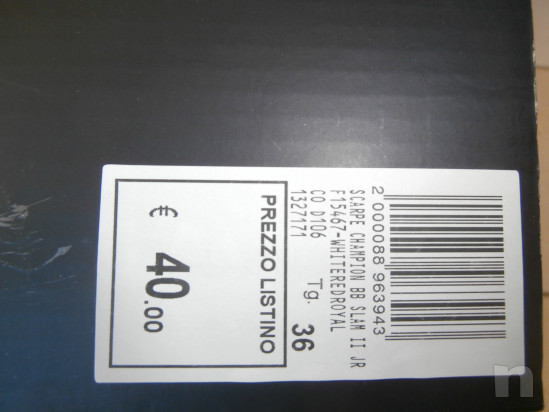 2 000088 963943
SCARPE CHAMPION BB SLAM II JR
F15467-WHITEREDROYAL
CO D106
1327171 Tg. 36
PREZZO LISTINO
€ 40.00
n